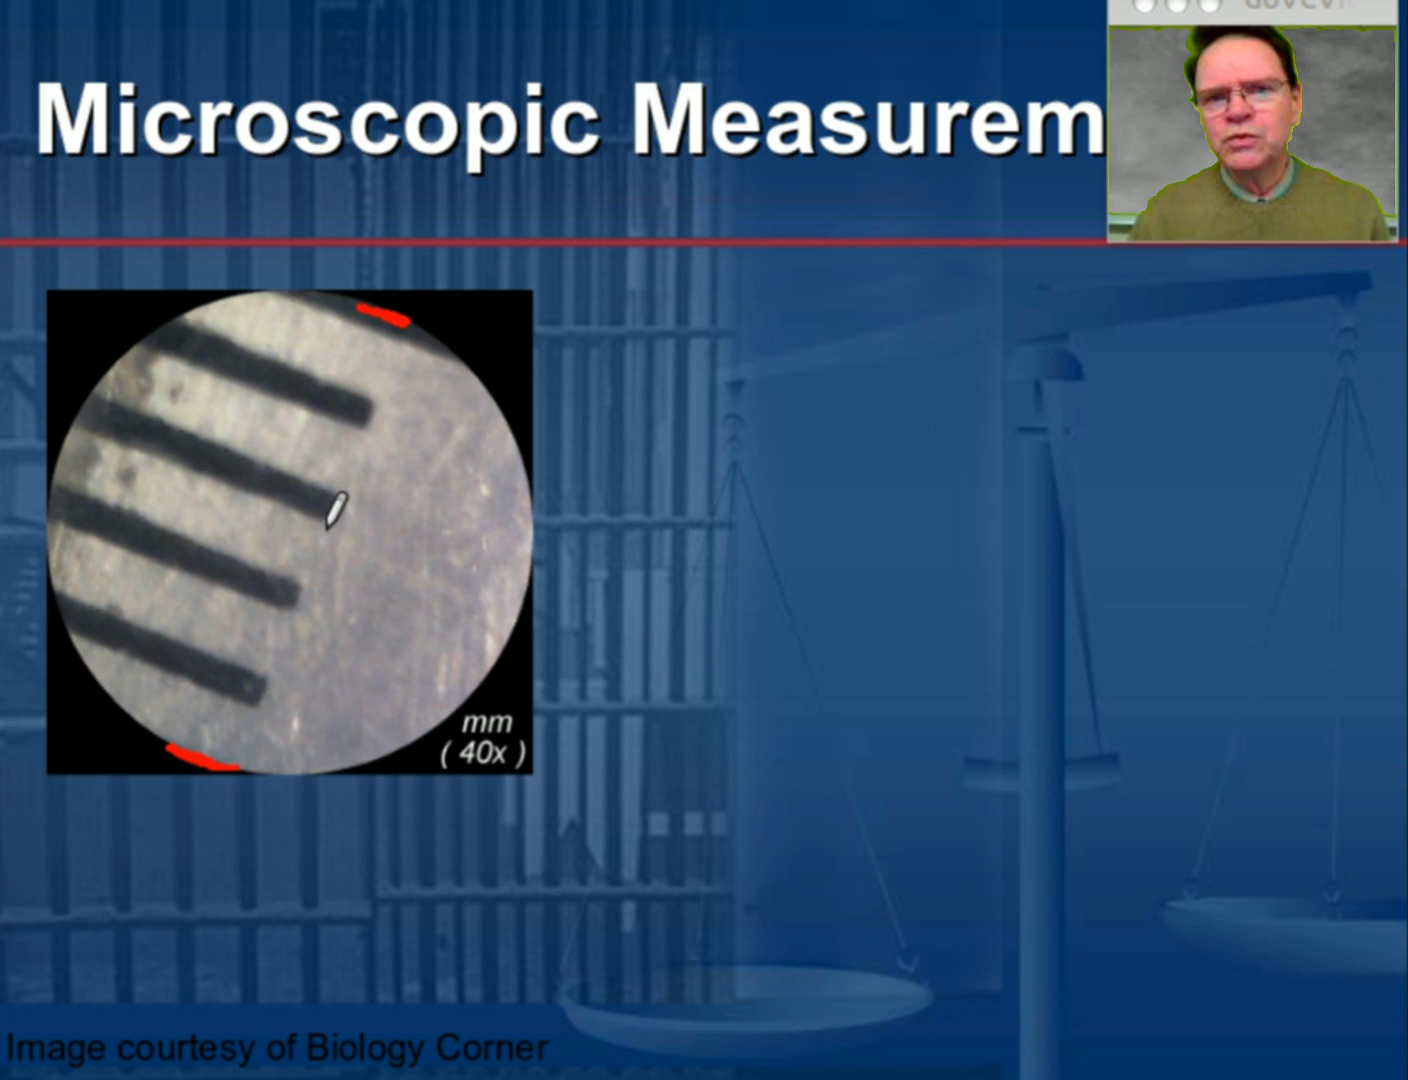 Microscopic Measurem
mm
( 40x )
Image courtesy of Biology Corner